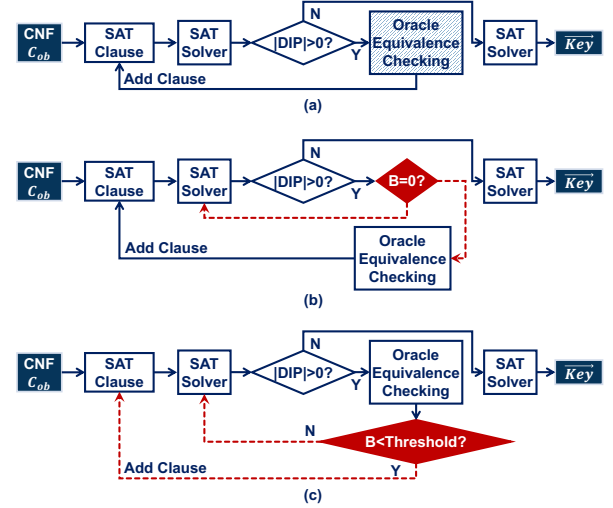 N
CNF
C_ob
SAT
Clause
SAT
Solver
|DIP|>0?
Y
Oracle
Equivalence
Checking
SAT
Solver
Key
Add Clause
(a)
N
CNF
C_ob
SAT
Clause
SAT
Solver
|DIP|>0?
Y
B=0?
SAT
Solver
Key
Add Clause
Oracle
Equivalence
Checking
(b)
N
CNF
C_ob
SAT
Clause
SAT
Solver
|DIP|>0?
Y
Oracle
Equivalence
Checking
SAT
Solver
Key
N
B<Threshold?
Add Clause
Y
(c)